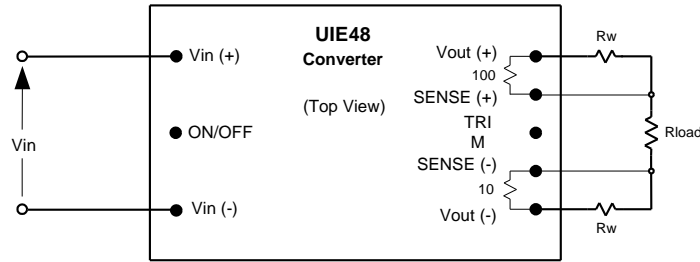 UIE48
Converter
(Top View)
Vin (+)
ON/OFF
Vin (-)
Vin
Vout (+)
100
SENSE (+)
TRI
M
SENSE (-)
10
Vout (-)
Rw
Rload
Rw